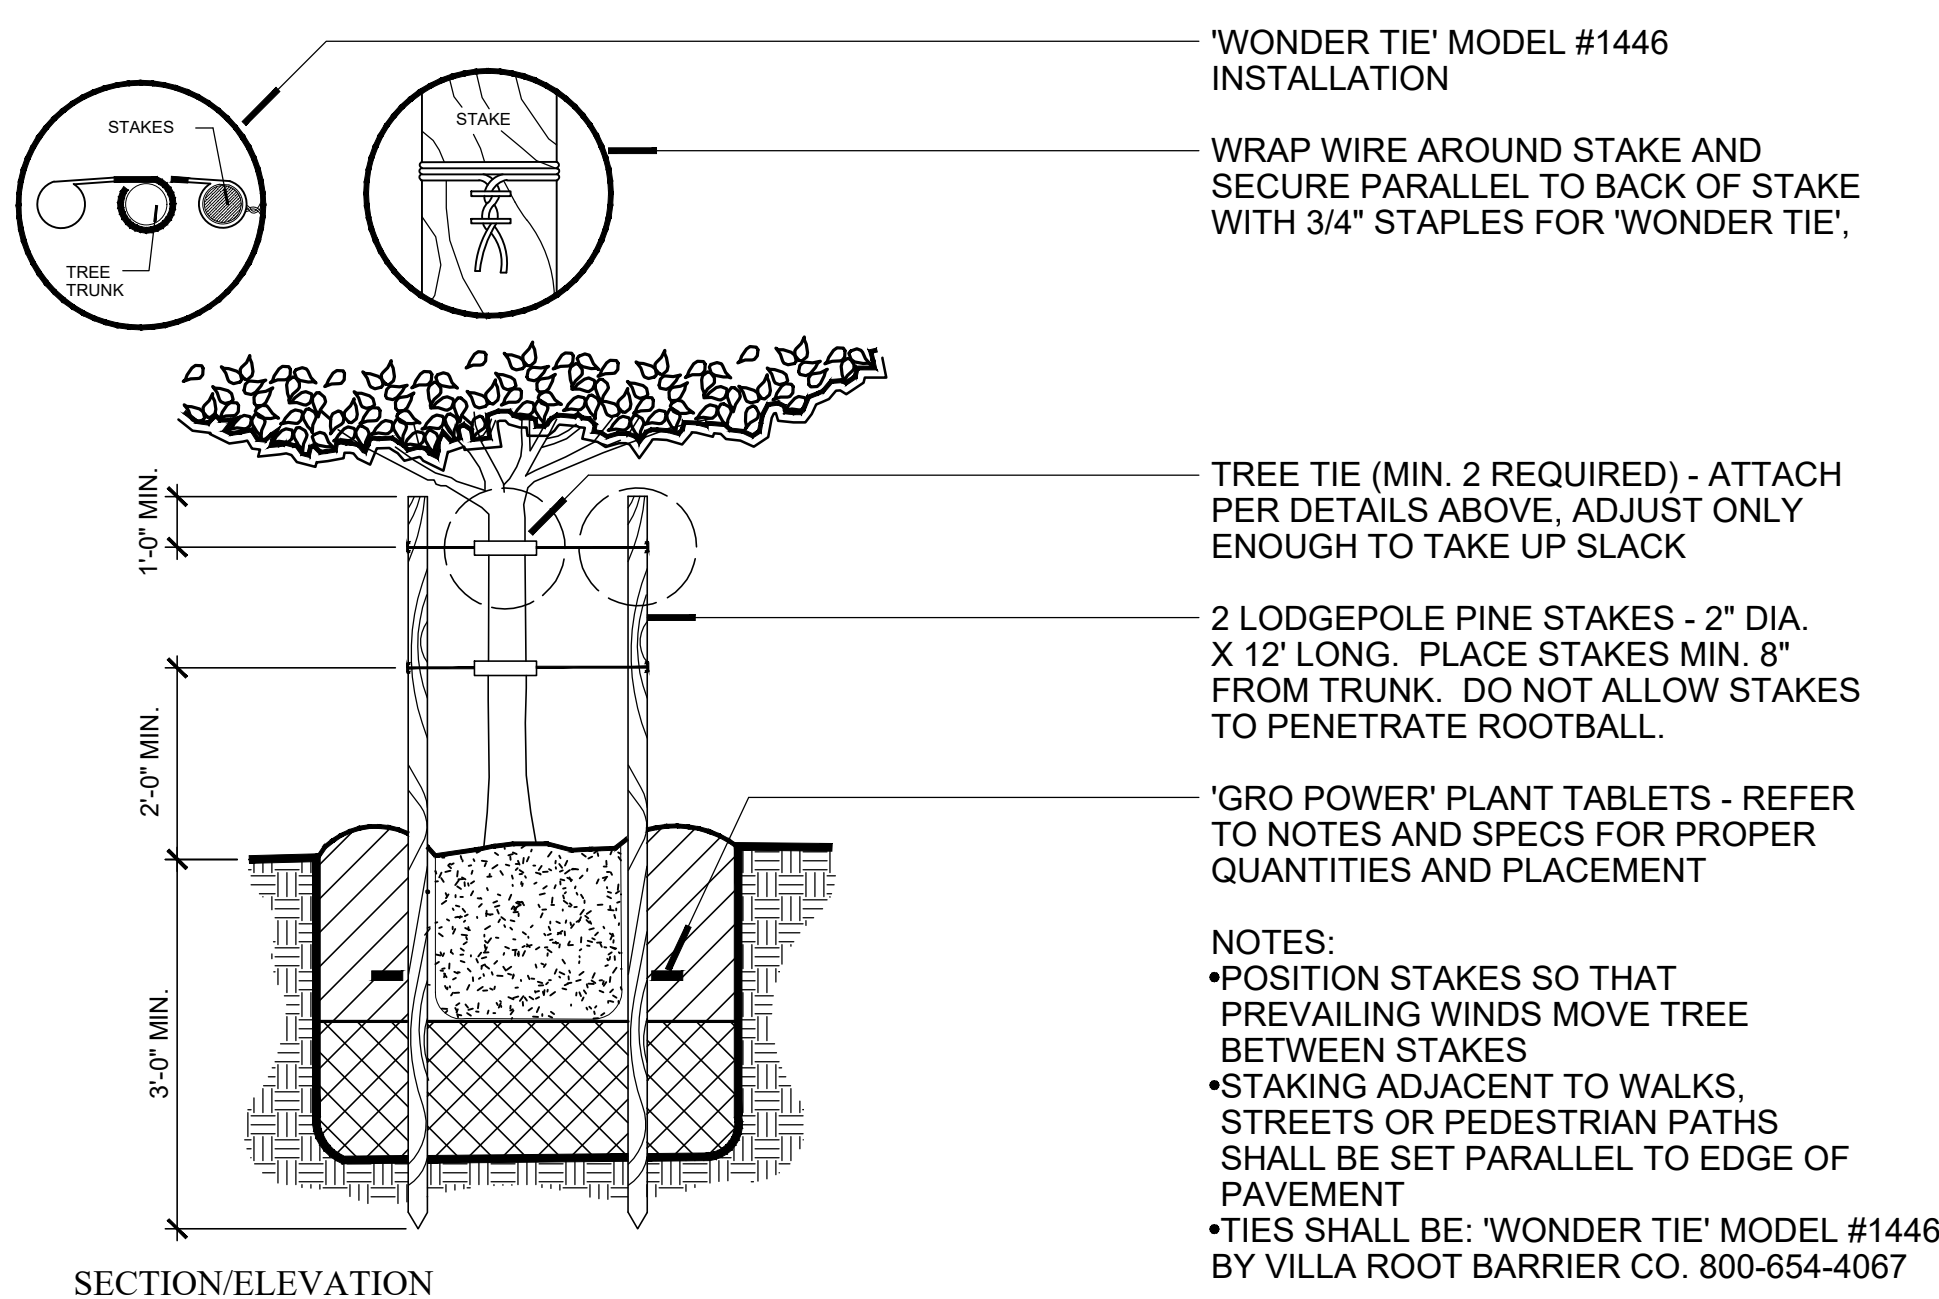 'WONDER TIE' MODEL #1446
INSTALLATION
STAKES
TREE
TRUNK
STAKE
WRAP WIRE AROUND STAKE AND
SECURE PARALLEL TO BACK OF STAKE
WITH 3/4" STAPLES FOR 'WONDER TIE',
TREE TIE (MIN. 2 REQUIRED) - ATTACH
PER DETAILS ABOVE, ADJUST ONLY
ENOUGH TO TAKE UP SLACK
1'-0" MIN.
2 LODGEPOLE PINE STAKES - 2" DIA.
X 12' LONG.  PLACE STAKES MIN. 8"
FROM TRUNK.  DO NOT ALLOW STAKES
TO PENETRATE ROOTBALL.
2'-0" MIN.
'GRO POWER' PLANT TABLETS - REFER
TO NOTES AND SPECS FOR PROPER
QUANTITIES AND PLACEMENT
3'-0" MIN.
NOTES:
•POSITION STAKES SO THAT
PREVAILING WINDS MOVE TREE
BETWEEN STAKES
•STAKING ADJACENT TO WALKS,
STREETS OR PEDESTRIAN PATHS
SHALL BE SET PARALLEL TO EDGE OF
PAVEMENT
•TIES SHALL BE: 'WONDER TIE' MODEL #1446
BY VILLA ROOT BARRIER CO. 800-654-4067
SECTION/ELEVATION